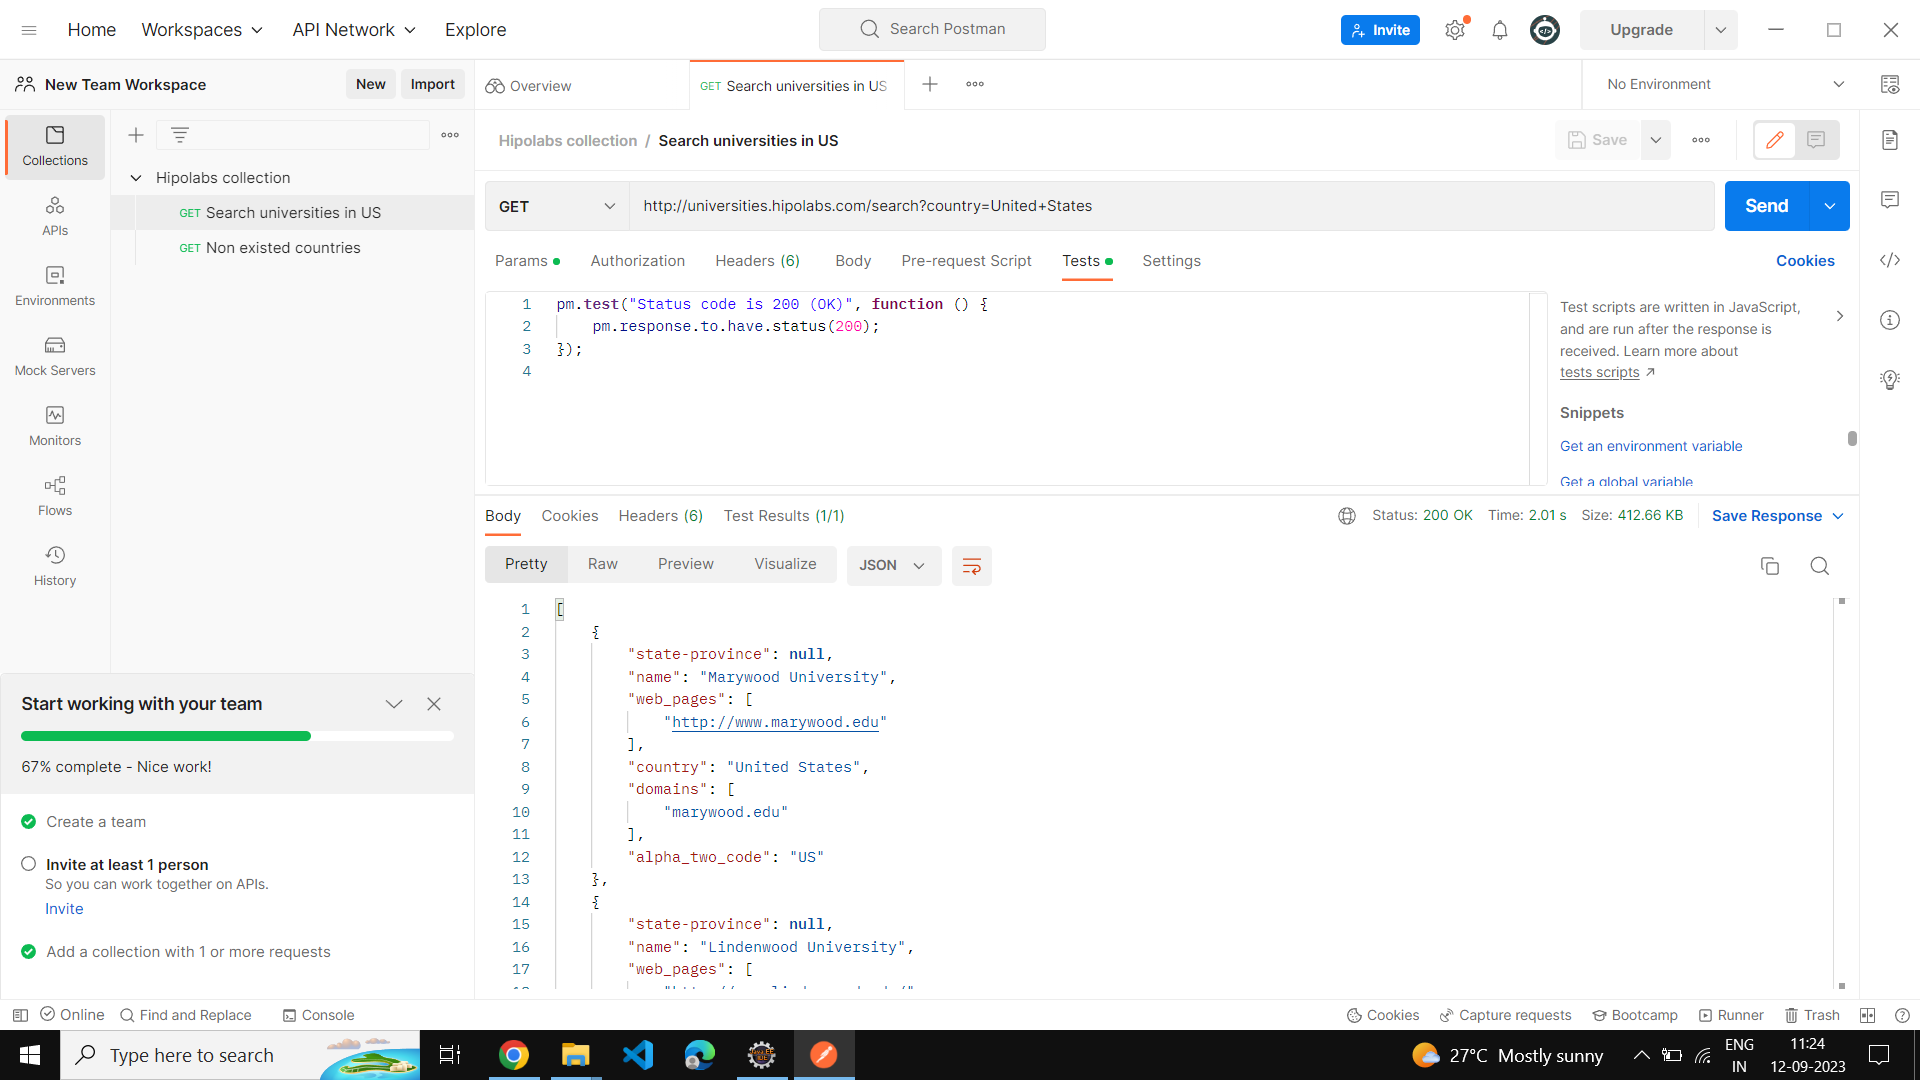 Home Workspaces API Network Explore Search Postman Invite Upgrade
New Team Workspace New Import Overview GET Search universities in US No Environment
Hipolabs collection / Search universities in US Save
Collections
APIs
Environments
Mock Servers
Monitors
Flows
History
Hipolabs collection
GET Search universities in US
GET Non existed countries
GET http://universities.hipolabs.com/search?country=United+States Send
Params Authorization Headers (6) Body Pre-request Script Tests Settings Cookies
1 pm.test("Status code is 200 (OK)", function () {
2 pm.response.to.have.status(200);
3 });
4
Test scripts are written in JavaScript,
and are run after the response is
received. Learn more about
tests scripts ↗
Snippets
Get an environment variable
Get a global variable
Body Cookies Headers (6) Test Results (1/1) Status: 200 OK Time: 2.01 s Size: 412.66 KB Save Response
Pretty Raw Preview Visualize JSON
1 [
2 {
3 "state-province": null,
4 "name": "Marywood University",
5 "web_pages": [
6 "http://www.marywood.edu"
7 ],
8 "country": "United States",
9 "domains": [
10 "marywood.edu"
11 ],
12 "alpha_two_code": "US"
13 },
14 {
15 "state-province": null,
16 "name": "Lindenwood University",
17 "web_pages": [
Start working with your team
67% complete - Nice work!
Create a team
Invite at least 1 person
So you can work together on APIs.
Invite
Add a collection with 1 or more requests
Online Find and Replace Console Cookies Capture requests Bootcamp Runner Trash
Type here to search 27°C Mostly sunny ENG IN 11:24 12-09-2023